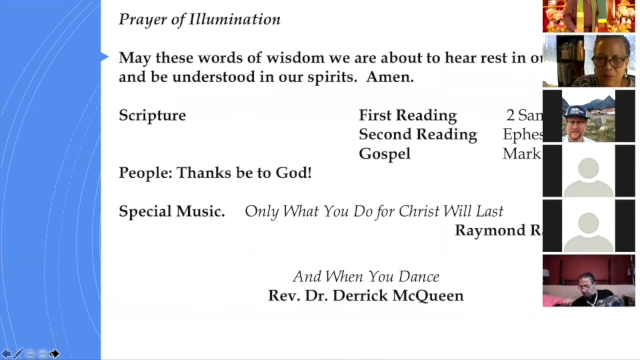 Prayer of Illumination
May these words of wisdom we are about to hear rest in
and be understood in our spirits. Amen.
Scripture First Reading 2 Sam
Second Reading Ephes
Gospel Mark
People: Thanks be to God!
Special Music. Only What You Do for Christ Will Last
Raymond
And When You Dance
Rev. Dr. Derrick McQueen